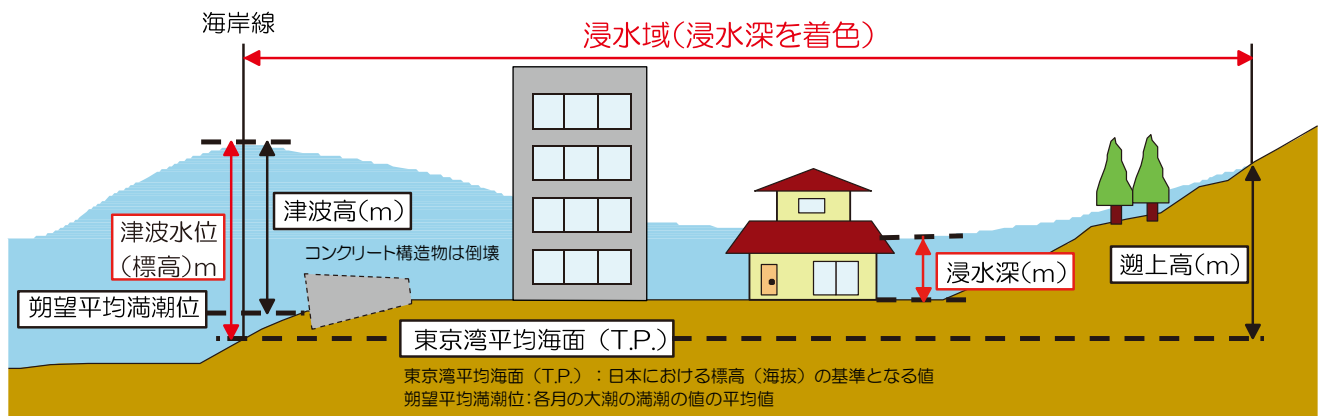 海岸線
浸水域(浸水深を着色)
津波高(m)
津波水位
(標高)m
コンクリート構造物は倒壊
浸水深(m)
遡上高(m)
朔望平均満潮位
東京湾平均海面（T.P.）
東京湾平均海面（T.P.）：日本における標高（海抜）の基準となる値
朔望平均満潮位:各月の大潮の満潮の値の平均値